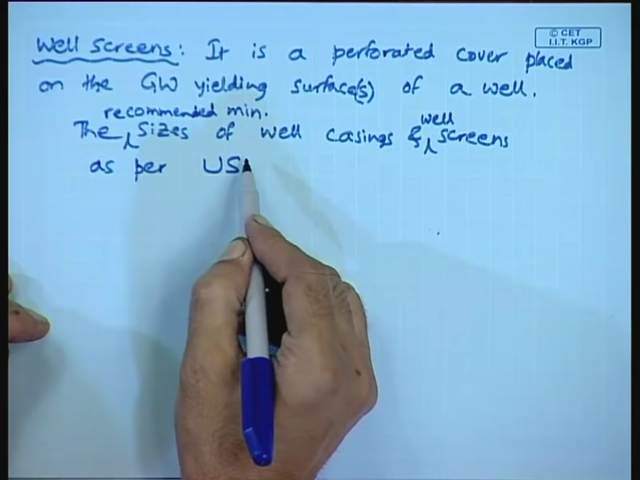 © CET
I.I.T. KGP
Well screens: It is a perforated cover placed
on the GW yielding surface(s) of a well.
The recommended min. sizes of well casings & well screens
as per US